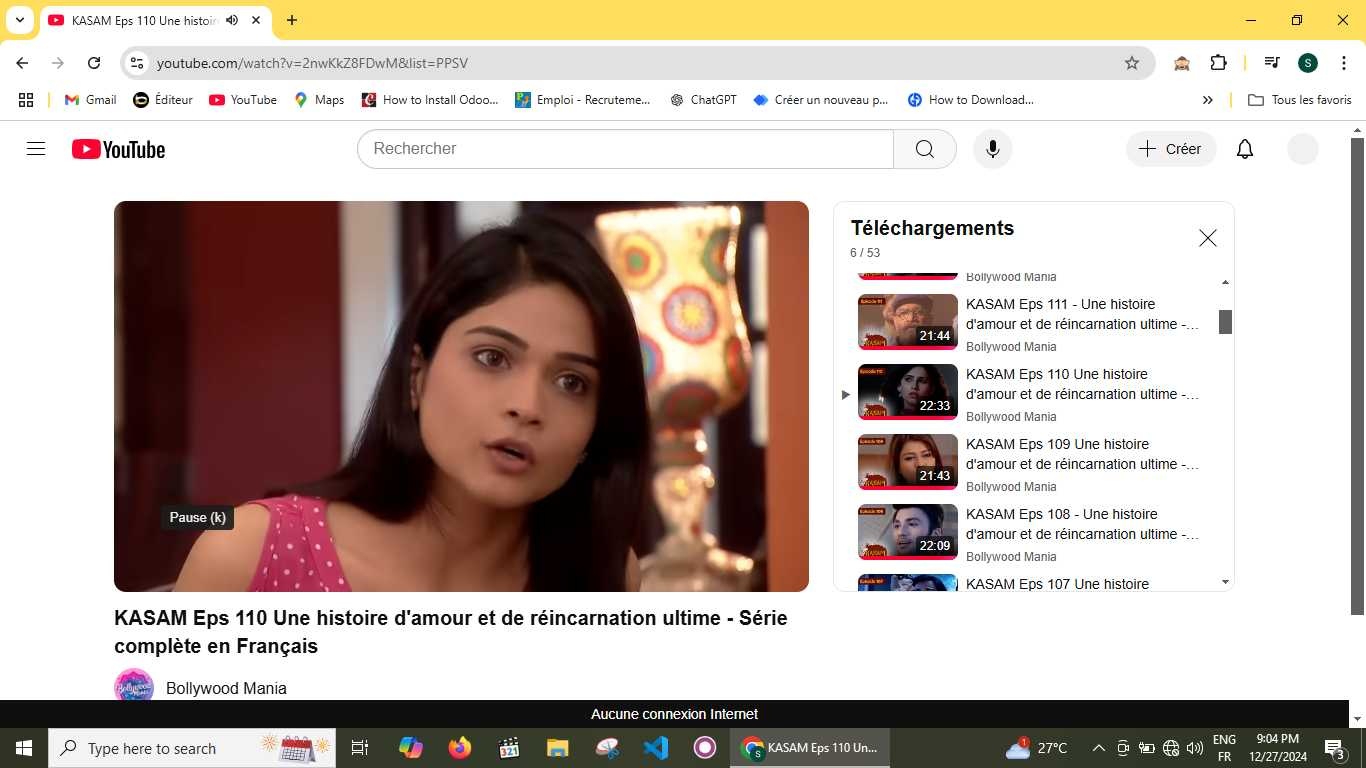 KASAM Eps 110 Une histoir
youtube.com/watch?v=2nwKkZ8FDwM&list=PPSV
S
Gmail
Éditeur
YouTube
Maps
How to Install Odoo...
Emploi - Recruteme...
ChatGPT
Créer un nouveau p...
How to Download...
Tous les favoris
YouTube
Rechercher
Créer
Pause (k)
Téléchargements
6 / 53
Bollywood Mania
21:44
KASAM Eps 111 - Une histoire
d'amour et de réincarnation ultime -...
Bollywood Mania
22:33
KASAM Eps 110 Une histoire
d'amour et de réincarnation ultime -...
Bollywood Mania
21:43
KASAM Eps 109 Une histoire
d'amour et de réincarnation ultime -...
Bollywood Mania
22:09
KASAM Eps 108 - Une histoire
d'amour et de réincarnation ultime -...
Bollywood Mania
KASAM Eps 107 Une histoire
KASAM Eps 110 Une histoire d'amour et de réincarnation ultime - Série
complète en Français
Bollywood Mania
Aucune connexion Internet
Type here to search
321
S
KASAM Eps 110 Un...
1
27°C
ENG
FR
9:04 PM
12/27/2024
3